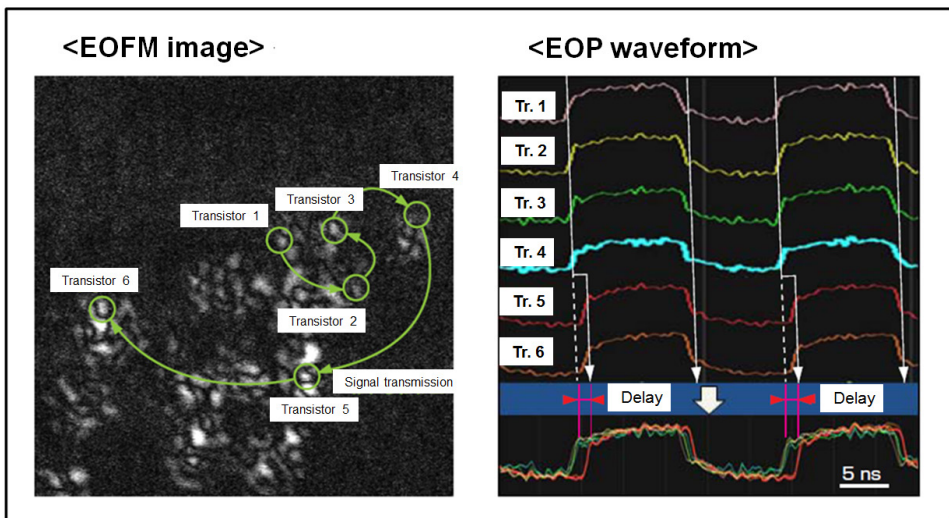 <EOFM image>
<EOP waveform>
Transistor 4
Transistor 3
Transistor 1
Transistor 6
Transistor 2
Signal transmission
Transistor 5
Tr. 1
Tr. 2
Tr. 3
Tr. 4
Tr. 5
Tr. 6
Delay
Delay
5 ns